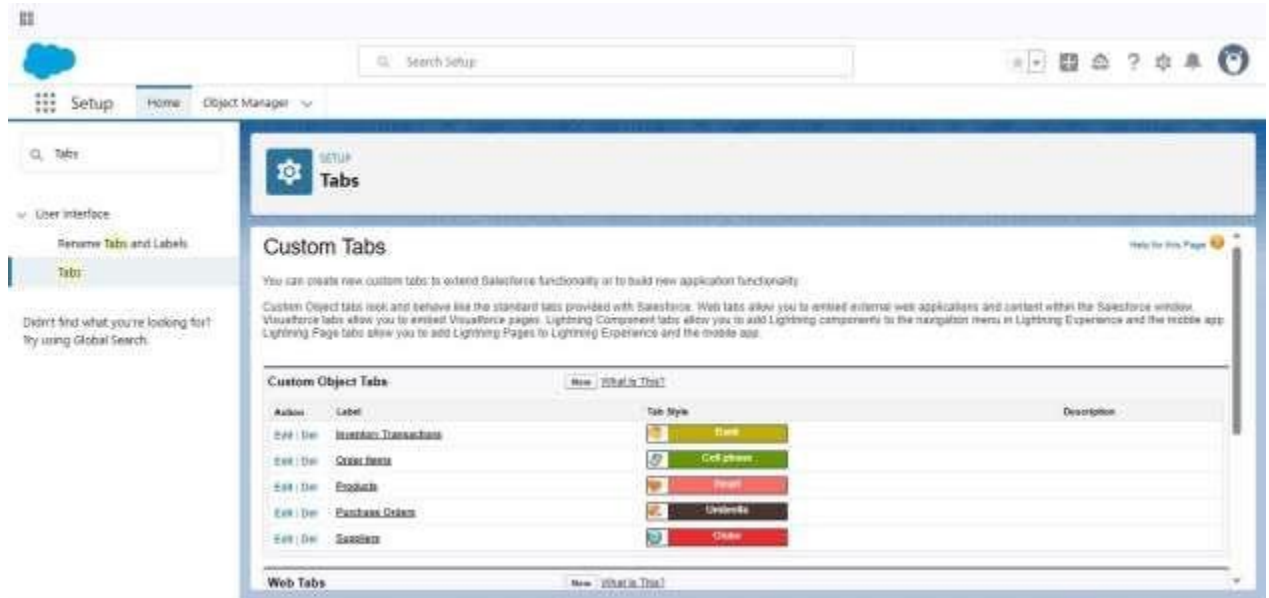 Search Setup
Setup Home Object Manager
Tabs
User Interface
Rename Tabs and Labels
Tabs
Didn't find what you're looking for?
Try using Global Search.
SETUP
Tabs
Custom Tabs
Help for this Page
You can create new custom tabs to extend Salesforce functionality or to build new application functionality.
Custom Object tabs look and behave like the standard tabs provided with Salesforce. Web tabs allow you to embed external web applications and content within the Salesforce window.
Visualforce tabs allow you to embed Visualforce pages. Lightning Component tabs allow you to add Lightning components to the navigation menu in Lightning Experience and the mobile app.
Lightning Page tabs allow you to add Lightning Pages to Lightning Experience and the mobile app.
Custom Object Tabs New What Is This?
Action Label Tab Style Description
Edit | Del Inventory Transactions Bank
Edit | Del Order Items Cell phone
Edit | Del Products Heart
Edit | Del Purchase Orders Umbrella
Edit | Del Suppliers Globe
Web Tabs New What Is This?